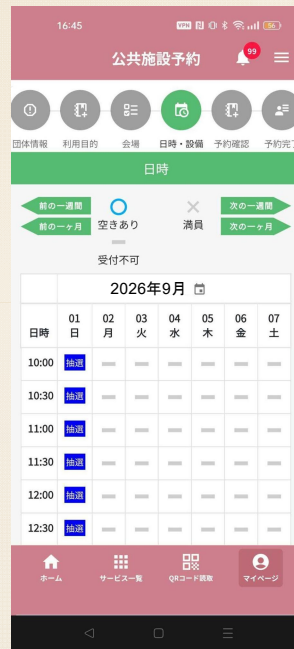 16:45
VPN
56
公共施設予約
99
団体情報 利用目的 会場 日時・設備 予約確認 予約完
日時
前の一週間 空きあり 満員 次の一週間
前の一ヶ月 次の一ヶ月
受付不可
2026年9月
日時 01 日 02 月 03 火 04 水 05 木 06 金 07 土
10:00 抽選
10:30 抽選
11:00 抽選
11:30 抽選
12:00 抽選
12:30 抽選
ホーム サービス一覧 QRコード読取 マイページ